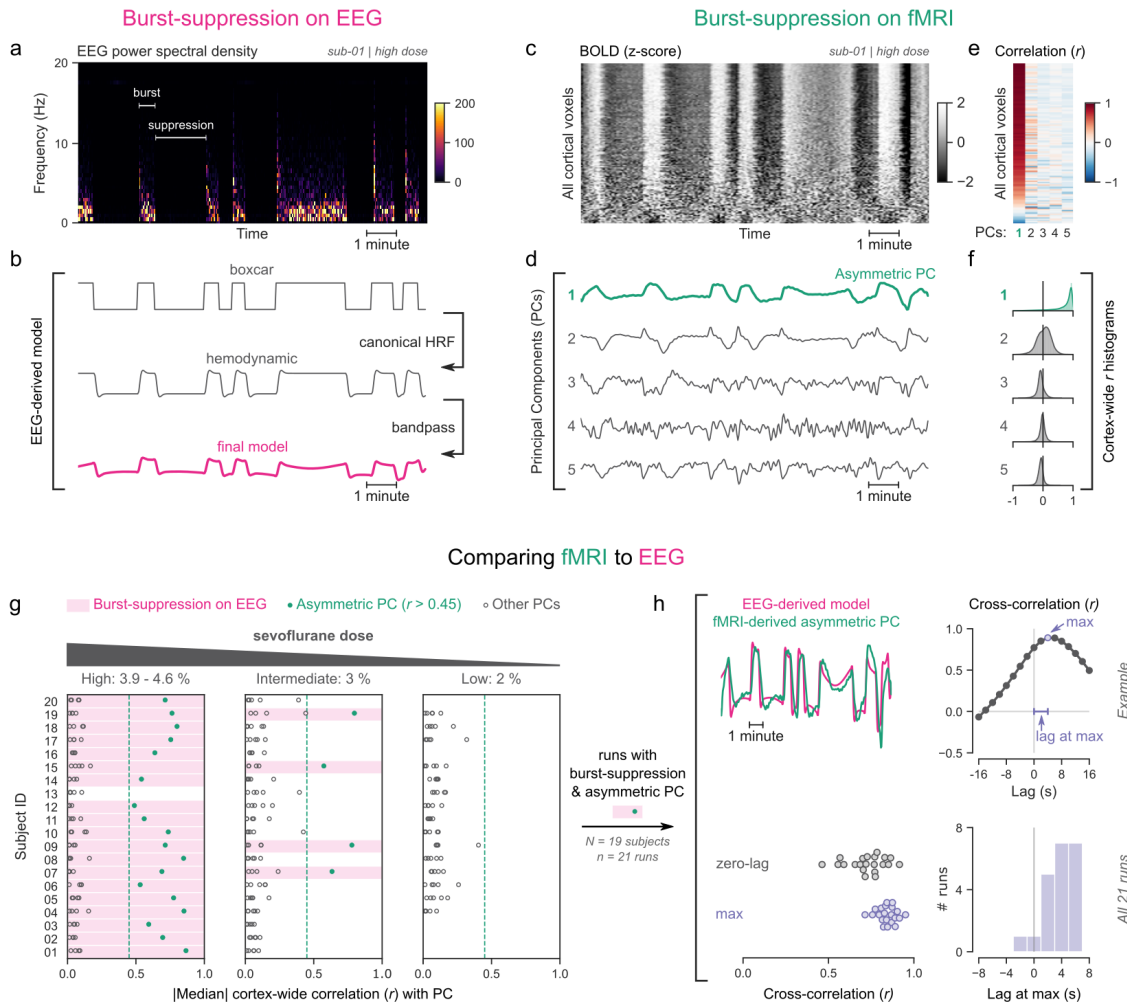 Burst-suppression on EEG
Burst-suppression on fMRI
a
EEG power spectral density
sub-01 | high dose
20
10
0
Frequency (Hz)
burst
suppression
200
100
0
Time
1 minute
b
EEG-derived model
boxcar
canonical HRF
hemodynamic
bandpass
final model
1 minute
c
BOLD (z-score)
sub-01 | high dose
All cortical voxels
2
0
−2
Time
1 minute
d
Principal Components (PCs)
Asymmetric PC
1
2
3
4
5
1 minute
e
Correlation (r)
All cortical voxels
1
0
−1
PCs: 1 2 3 4 5
f
1
2
3
4
5
-1 0 1
Cortex-wide r histograms
Comparing fMRI to EEG
g
Burst-suppression on EEG
Asymmetric PC (r > 0.45)
Other PCs
sevoflurane dose
High: 3.9 - 4.6 %
Intermediate: 3 %
Low: 2 %
Subject ID
20
19
18
17
16
15
14
13
12
11
10
09
08
07
06
05
04
03
02
01
0.0 1.0
0.0 1.0
0.0 1.0
|Median| cortex-wide correlation (r) with PC
runs with
burst-suppression
& asymmetric PC
N = 19 subjects
n = 21 runs
h
EEG-derived model
fMRI-derived asymmetric PC
1 minute
Cross-correlation (r)
max
1.0
0.5
0.0
−0.5
lag at max
-16 -8 0 8 16
Lag (s)
Example
zero-lag
max
0.0 0.5 1.0
Cross-correlation (r)
8
4
0
# runs
-8 -4 0 4 8
Lag at max (s)
All 21 runs